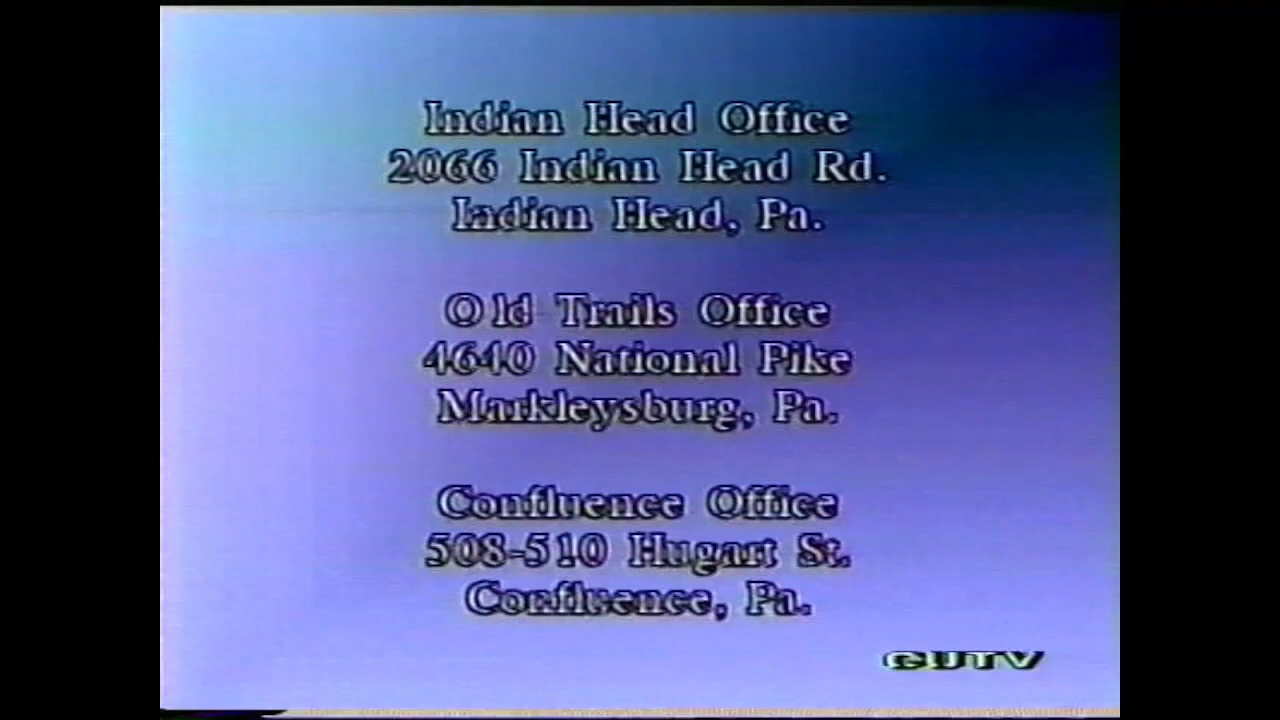 Indian Head Office
2066 Indian Head Rd.
Indian Head, Pa.
Old Trails Office
4640 National Pike
Markleysburg, Pa.
Confluence Office
508-510 Hugart St.
Confluence, Pa.
CUTV